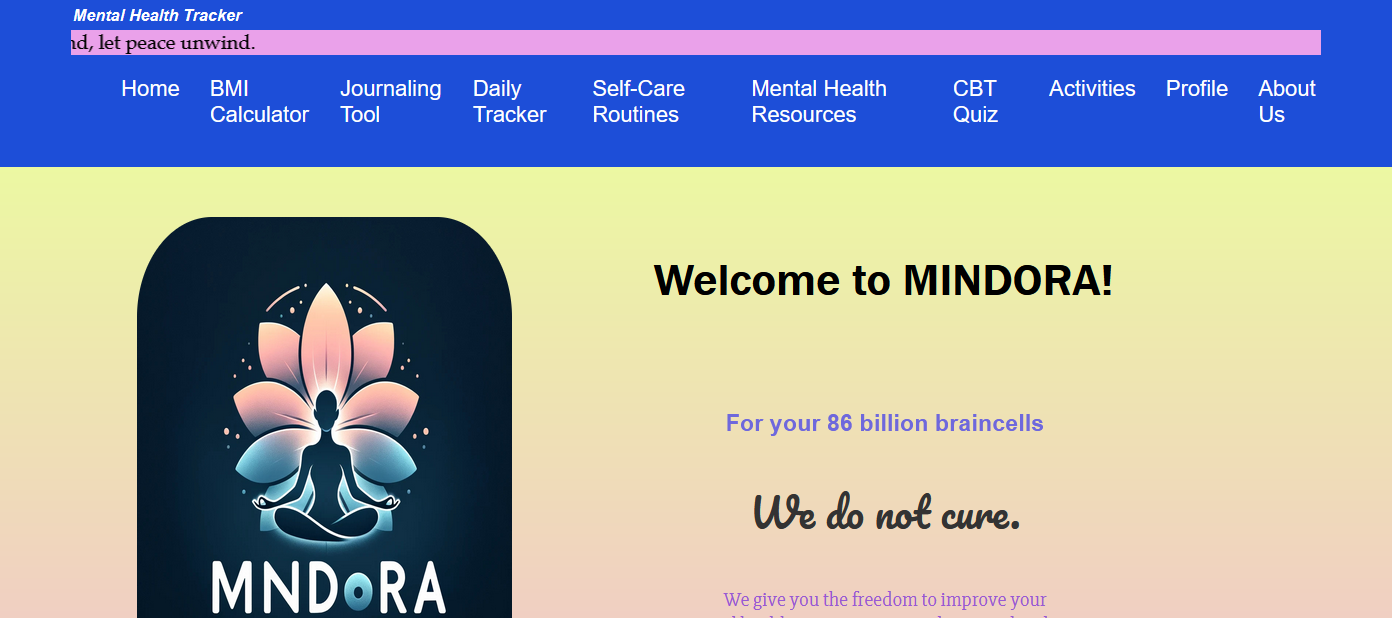 Mental Health Tracker
let peace unwind.
Home
BMI
Calculator
Journaling
Tool
Daily
Tracker
Self-Care
Routines
Mental Health
Resources
CBT
Quiz
Activities
Profile
About
Us
MNDORA
Welcome to MINDORA!
For your 86 billion braincells
We do not cure.
We give you the freedom to improve your